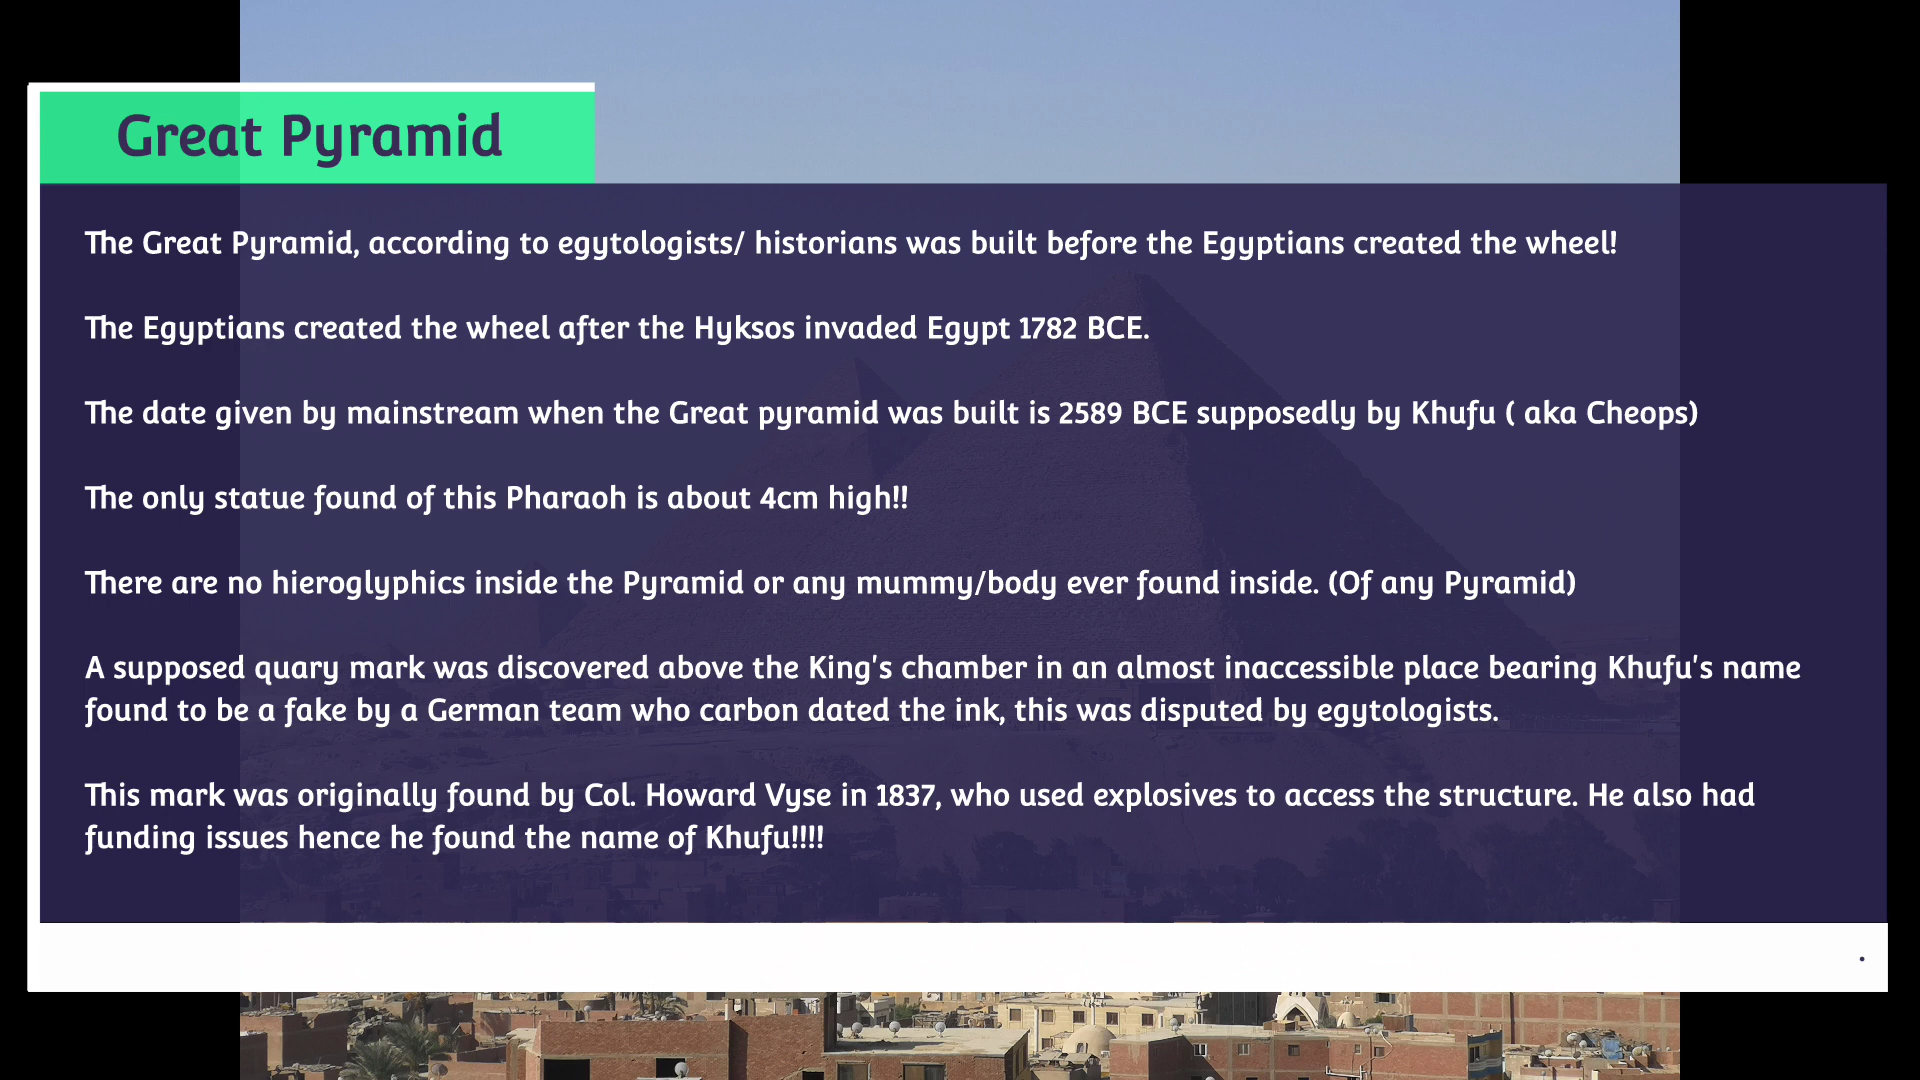 Great Pyramid
The Great Pyramid, according to egytologists/ historians was built before the Egyptians created the wheel!
The Egyptians created the wheel after the Hyksos invaded Egypt 1782 BCE.
The date given by mainstream when the Great pyramid was built is 2589 BCE supposedly by Khufu ( aka Cheops)
The only statue found of this Pharaoh is about 4cm high!!
There are no hieroglyphics inside the Pyramid or any mummy/body ever found inside. (Of any Pyramid)
A supposed quary mark was discovered above the King's chamber in an almost inaccessible place bearing Khufu's name
found to be a fake by a German team who carbon dated the ink, this was disputed by egytologists.
This mark was originally found by Col. Howard Vyse in 1837, who used explosives to access the structure. He also had
funding issues hence he found the name of Khufu!!!!
.